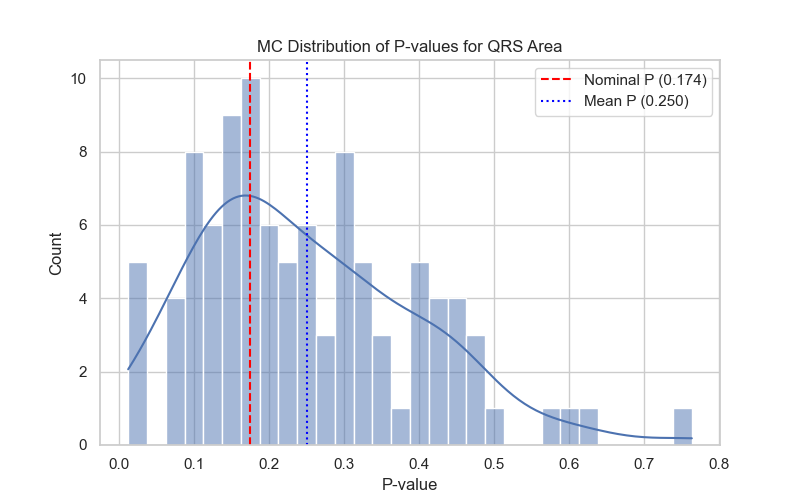 MC Distribution of P-values for QRS Area
Nominal P (0.174)
Mean P (0.250)
Count
10
8
6
4
2
0
0.0 0.1 0.2 0.3 0.4 0.5 0.6 0.7 0.8
P-value